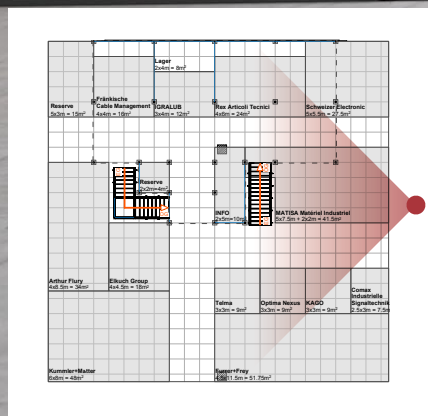 Lager
2x4m = 8m²
Reserve
5x3m = 15m²
Fränkische
Cable Management
4x4m = 16m²
IGRALUB
3x4m = 12m²
Rex Articoli Tecnici
4x6m = 24m²
Schweizer Electronic
5x5.5m = 27.5m²
Reserve
2x2m=4m²
INFO
2x5m=10m²
MATISA Matériel Industriel
5x7.5m + 2x2m = 41.5m²
Arthur Flury
4x8.5m = 34m²
Elkuch Group
4x4.5m = 18m²
Telma
3x3m = 9m²
Optima Nexus
3x3m = 9m²
KAGO
3x3m = 9m²
Comax
Industrielle
Signaltechnik
2.5x3m = 7.5m
Kummler+Matter
6x8m = 48m²
Furrer+Frey
4.5x11.5m = 51.75m²